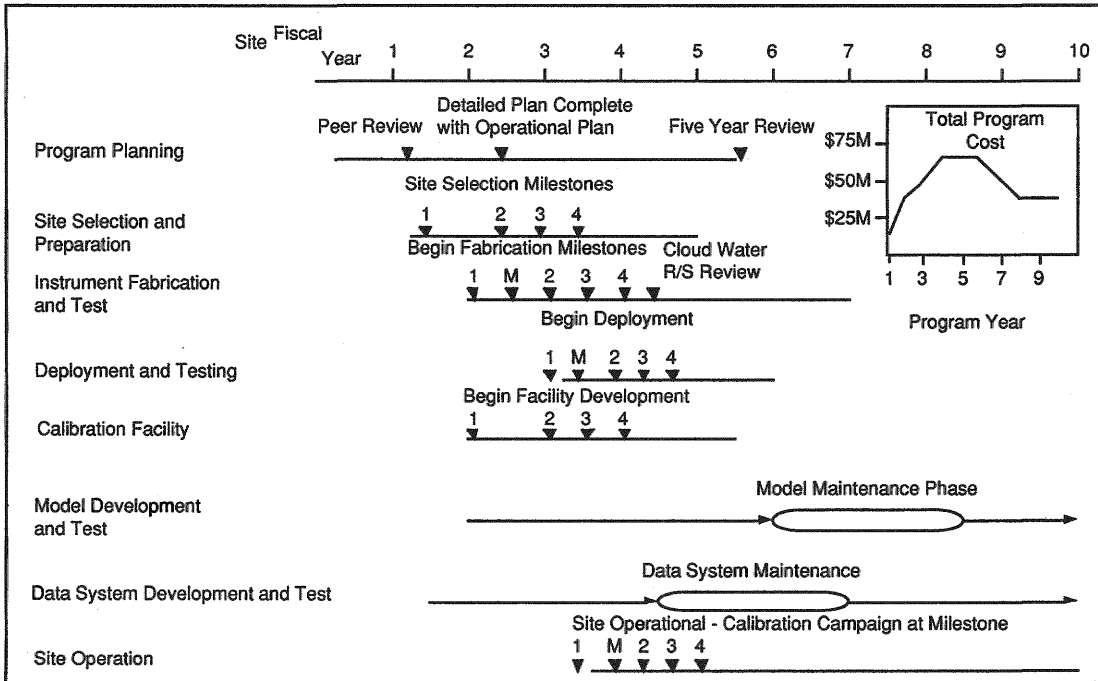 Site Fiscal Year 1 2 3 4 5 6 7 8 9 10
Detailed Plan Complete
with Operational Plan
Peer Review
Five Year Review
Program Planning
Total Program
Cost
$75M
$50M
$25M
1 3 5 7 9
Program Year
Site Selection Milestones
Site Selection and
Preparation
1 2 3 4
Begin Fabrication Milestones
Cloud Water
R/S Review
Instrument Fabrication
and Test
1 M 2 3 4
Begin Deployment
Deployment and Testing
1 M 2 3 4
Begin Facility Development
Calibration Facility
1 2 3 4
Model Maintenance Phase
Model Development
and Test
Data System Maintenance
Data System Development and Test
Site Operational - Calibration Campaign at Milestone
Site Operation
1 M 2 3 4